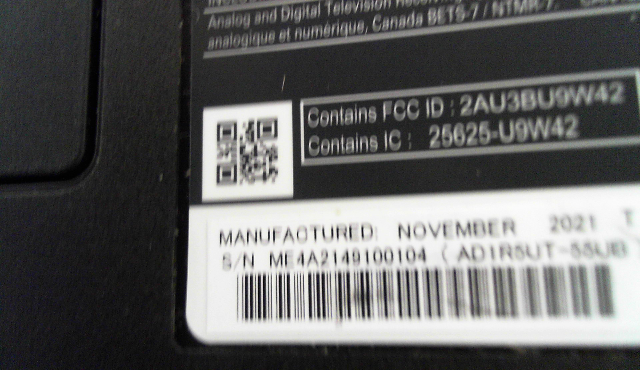 Analog and Digital Television Receiving
analogique et numérique, Canada BETS-7 / NTMR-7.
Contains FCC ID : 2AU3BU9W42
Contains IC : 25625-U9W42
MANUFACTURED: NOVEMBER 2021 T
S/N ME4A2149100104 ( AD1R5UT-55UB